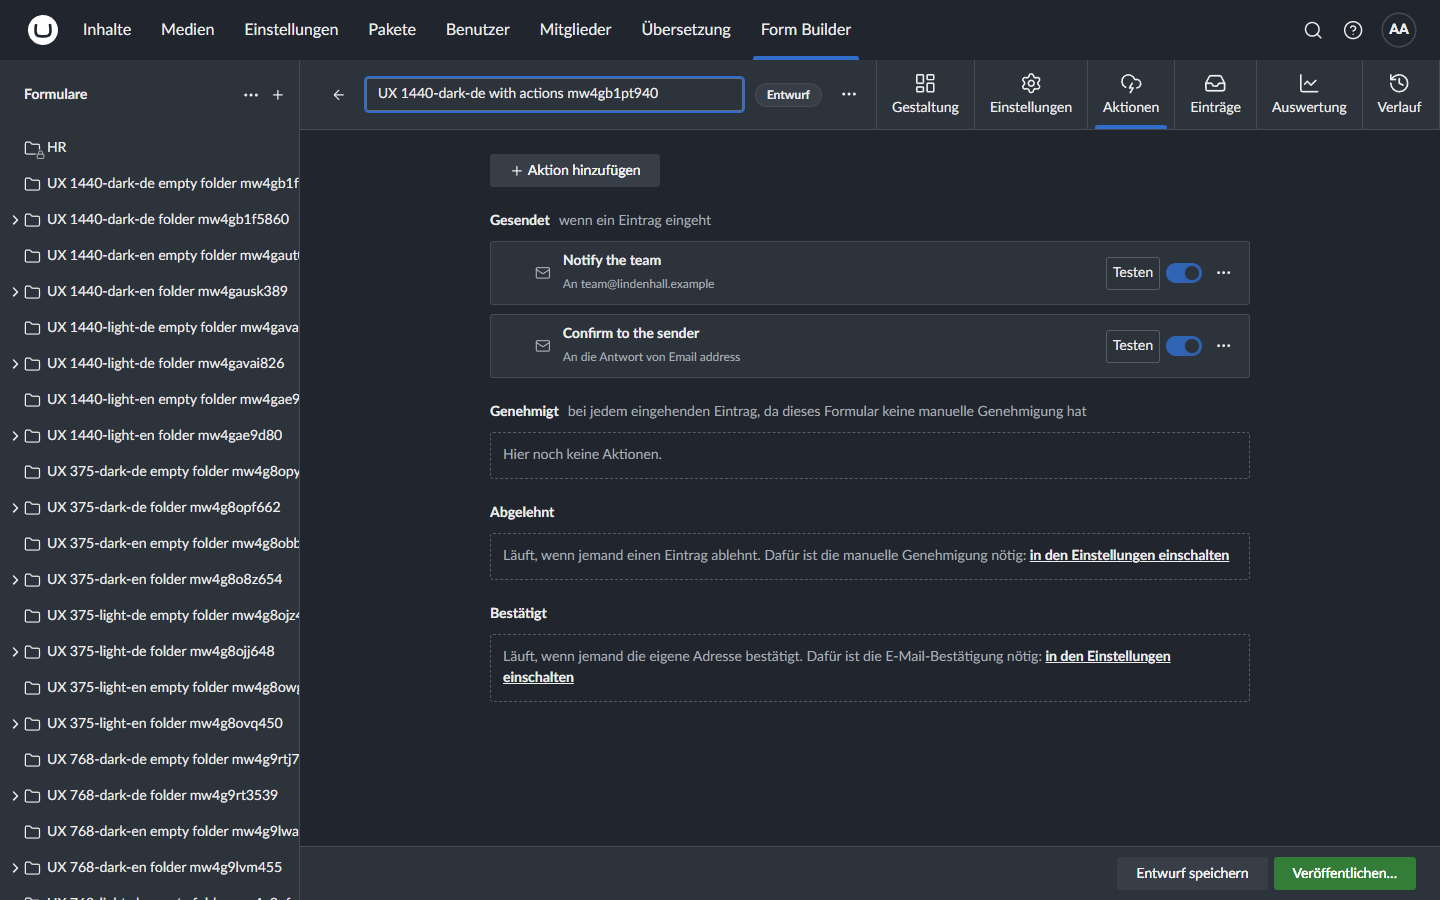 Inhalte
Medien
Einstellungen
Pakete
Benutzer
Mitglieder
Übersetzung
Form Builder
AA
Formulare
UX 1440-dark-de with actions mw4gb1pt940
Entwurf
Gestaltung
Einstellungen
Aktionen
Einträge
Auswertung
Verlauf
HR
UX 1440-dark-de empty folder mw4gb1f
UX 1440-dark-de folder mw4gb1f5860
UX 1440-dark-en empty folder mw4gaut
UX 1440-dark-en folder mw4gausk389
UX 1440-light-de empty folder mw4gava
UX 1440-light-de folder mw4gavai826
UX 1440-light-en empty folder mw4gae9
UX 1440-light-en folder mw4gae9d80
UX 375-dark-de empty folder mw4g8opy
UX 375-dark-de folder mw4g8opf662
UX 375-dark-en empty folder mw4g8obb
UX 375-dark-en folder mw4g8o8z654
UX 375-light-de empty folder mw4g8ojz4
UX 375-light-de folder mw4g8ojj648
UX 375-light-en empty folder mw4g8owg
UX 375-light-en folder mw4g8ovq450
UX 768-dark-de empty folder mw4g9rtj7
UX 768-dark-de folder mw4g9rt3539
UX 768-dark-en empty folder mw4g9lwa
UX 768-dark-en folder mw4g9lvm455
Aktion hinzufügen
Gesendet wenn ein Eintrag eingeht
Notify the team
An team@lindenhall.example
Testen
Confirm to the sender
An die Antwort von Email address
Testen
Genehmigt bei jedem eingehenden Eintrag, da dieses Formular keine manuelle Genehmigung hat
Hier noch keine Aktionen.
Abgelehnt
Läuft, wenn jemand einen Eintrag ablehnt. Dafür ist die manuelle Genehmigung nötig: in den Einstellungen einschalten
Bestätigt
Läuft, wenn jemand die eigene Adresse bestätigt. Dafür ist die E-Mail-Bestätigung nötig: in den Einstellungen
einschalten
Entwurf speichern
Veröffentlichen...